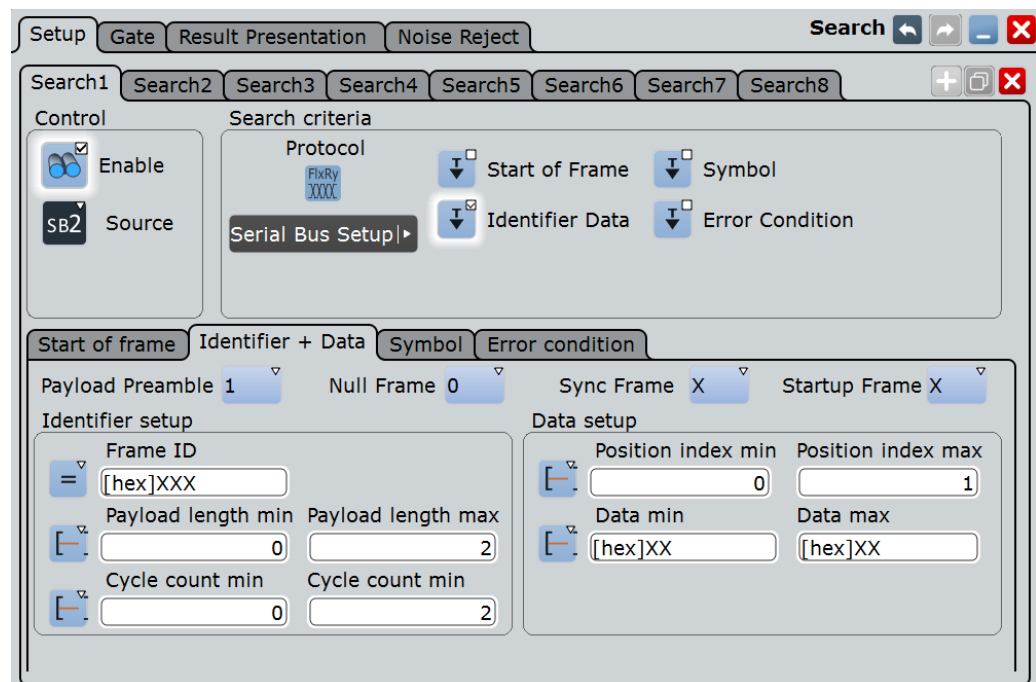 Setup Gate Result Presentation Noise Reject Search
Search1 Search2 Search3 Search4 Search5 Search6 Search7 Search8
Control Search criteria
Enable Protocol Start of Frame Symbol
FlxRy
SB2 Source Serial Bus Setup Identifier Data Error Condition
Start of frame Identifier + Data Symbol Error condition
Payload Preamble 1 Null Frame 0 Sync Frame X Startup Frame X
Identifier setup Data setup
Frame ID Position index min Position index max
= [hex]XXX 0 1
Payload length min Payload length max Data min Data max
0 2 [hex]XX [hex]XX
Cycle count min Cycle count min
0 2